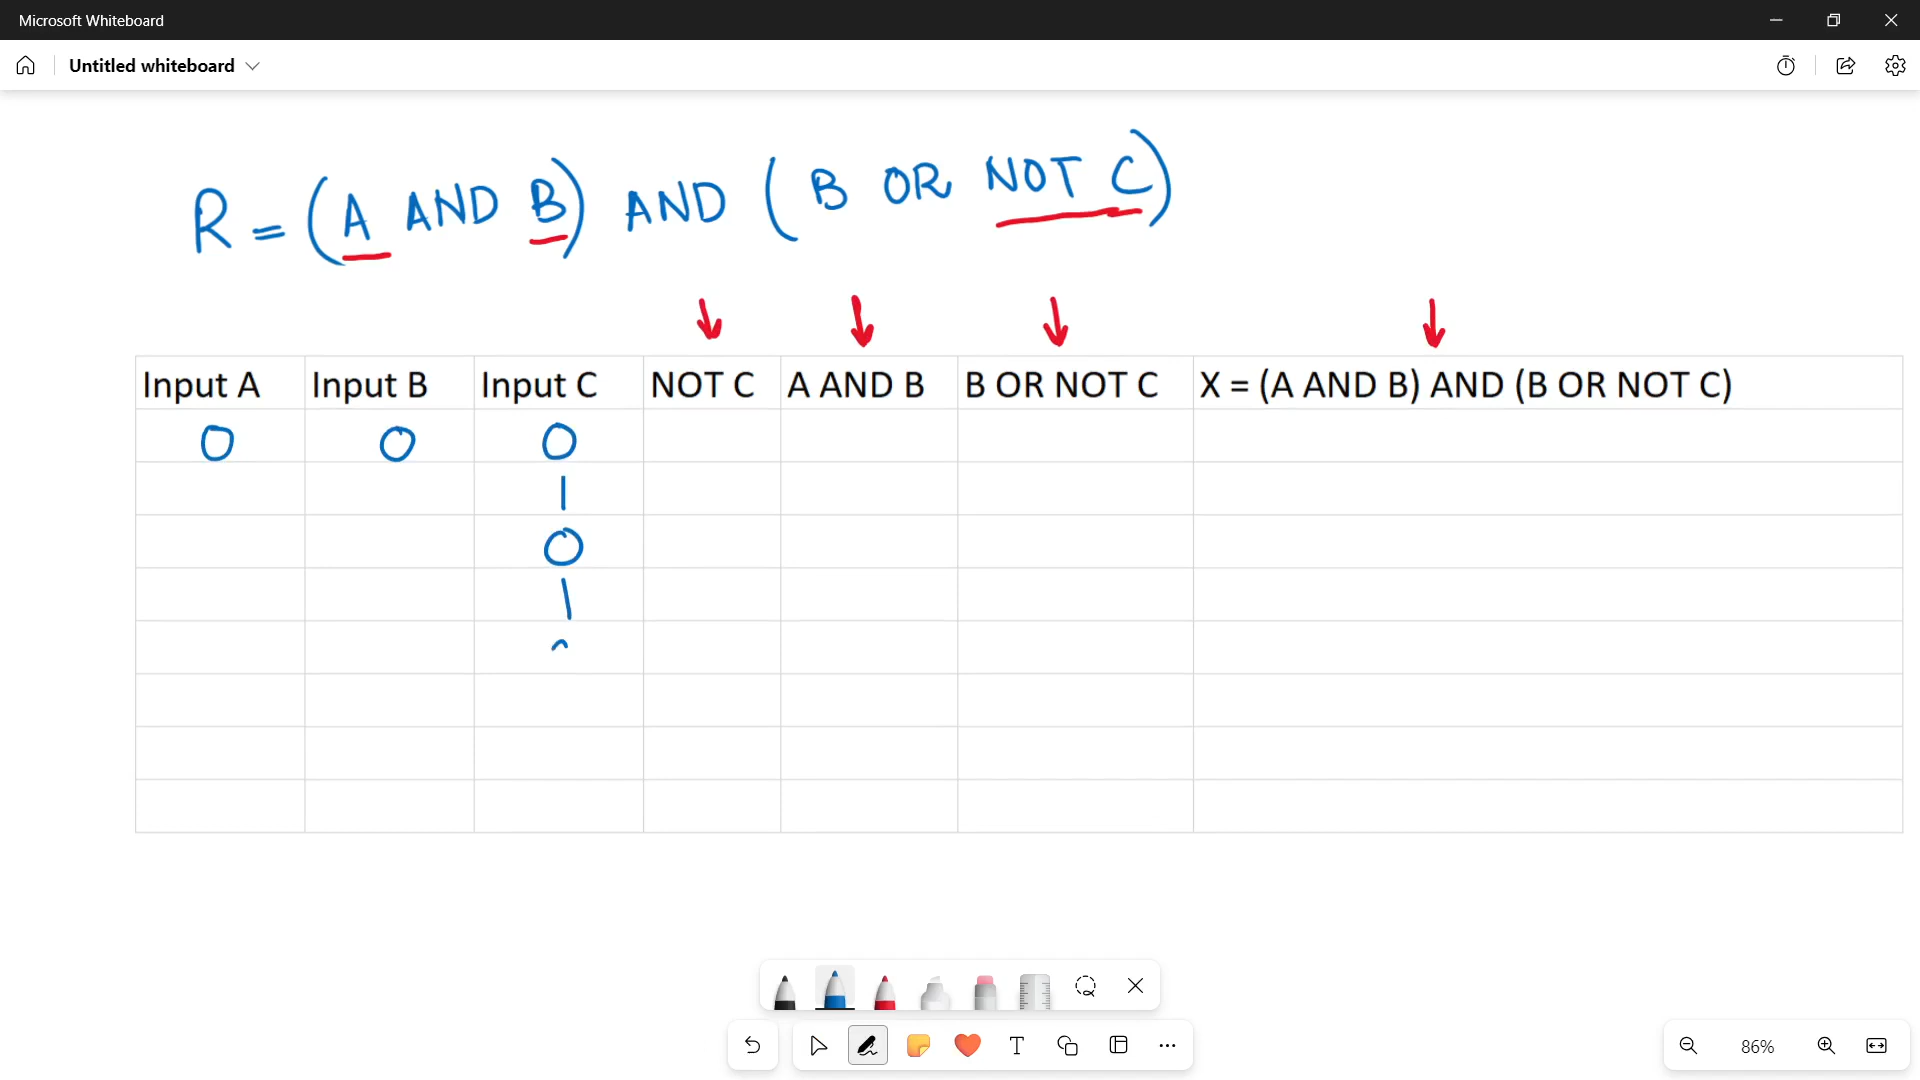 Microsoft Whiteboard
Untitled whiteboard
R = (A AND B) AND (B OR NOT C)
Input A Input B Input C NOT C A AND B B OR NOT C X = (A AND B) AND (B OR NOT C)
0 0 0
1
0
1
86%